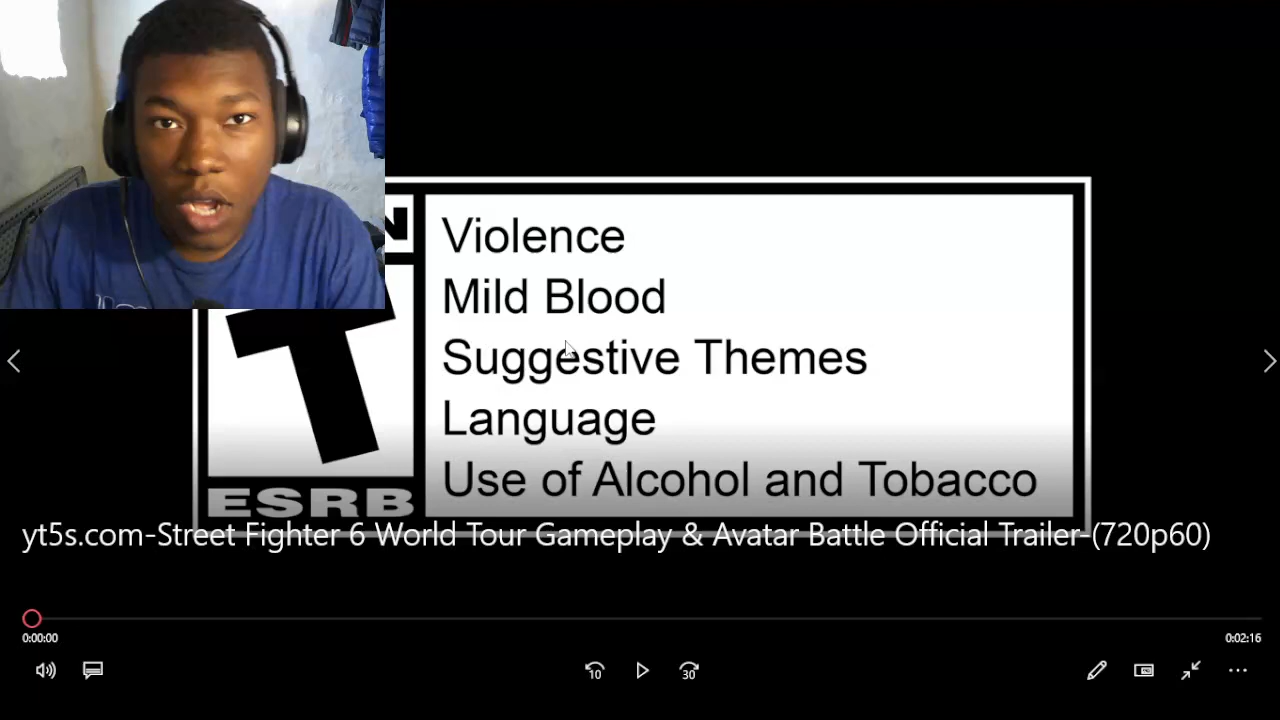 N
Violence
Mild Blood
Suggestive Themes
Language
Use of Alcohol and Tobacco
T
ESRB
yt5s.com-Street Fighter 6 World Tour Gameplay & Avatar Battle Official Trailer-(720p60)
0:00:00
0:02:16
10
30